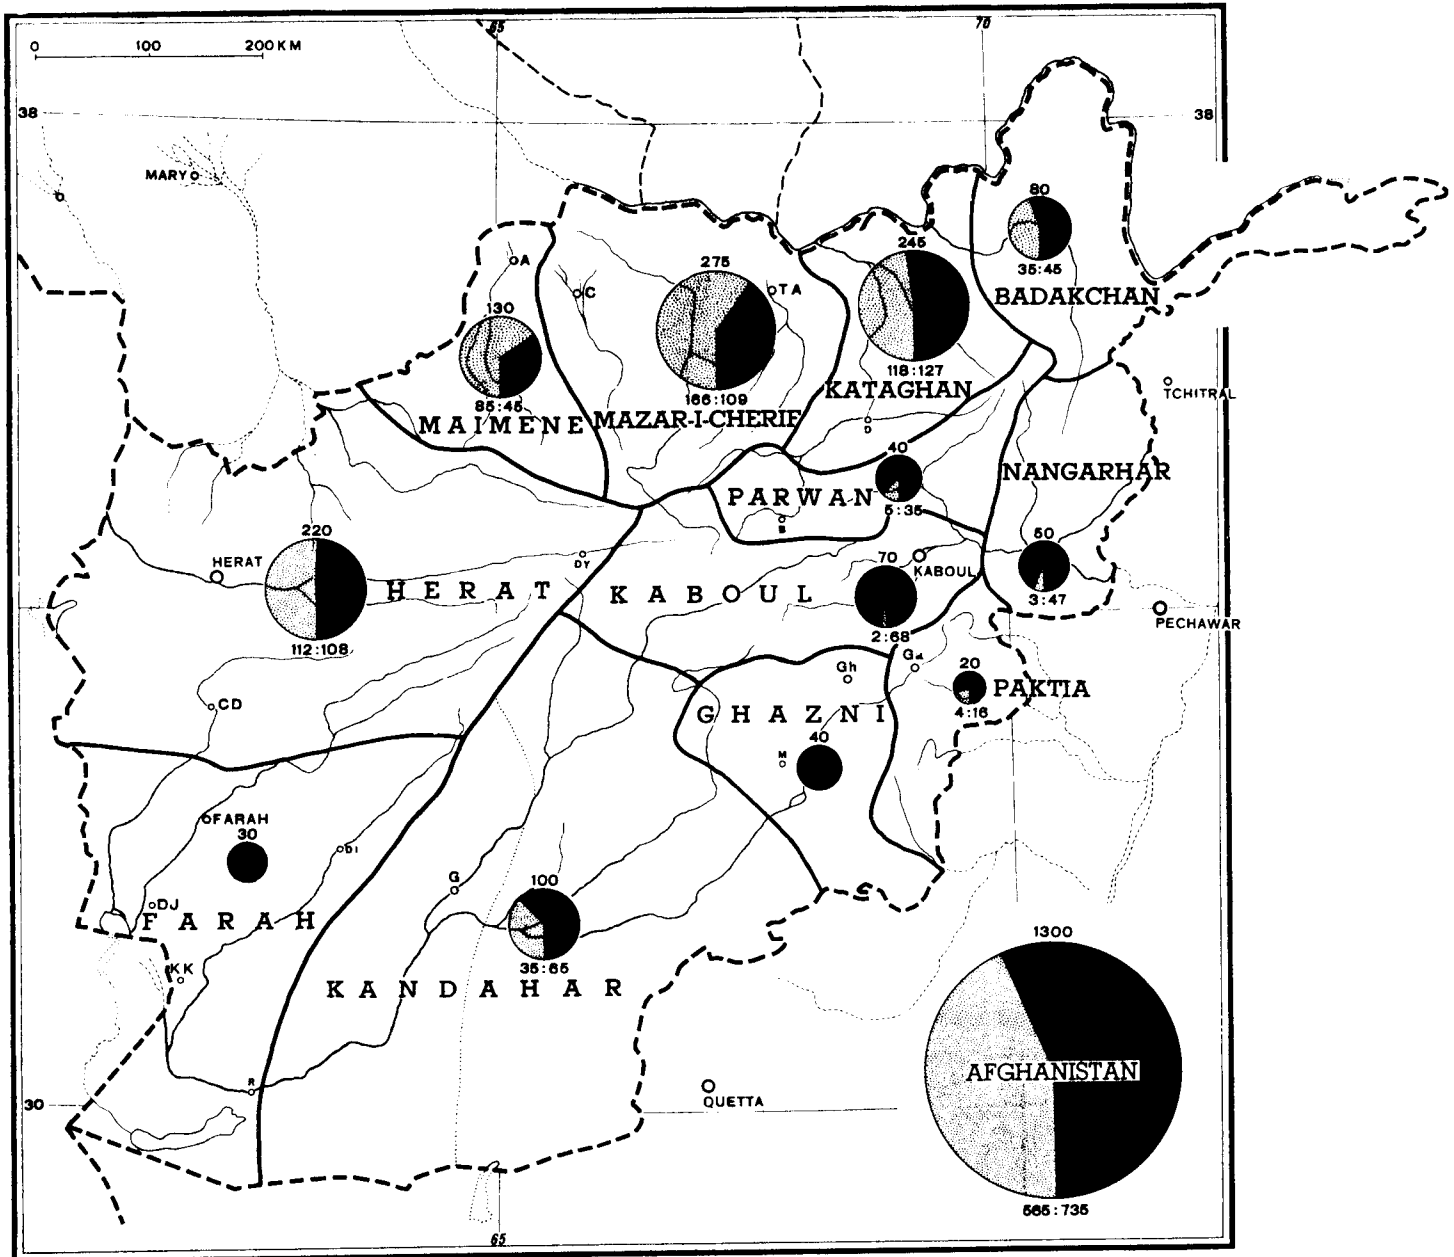 65
70
0 100 200 KM
38
38
MARY
80
35:45
BADAKCHAN
245
118:127
KATAGHAN
D
275
TA
C
166:109
MAZAR-I-CHERIF
A
130
85:45
MAIMENE
TCHITRAL
NANGARHAR
50
3:47
40
PARWAN
5:35
220
HERAT
HERAT
112:108
DY
KABOUL
70
KABOUL
2:68
PECHAWAR
Gh
20
PAKTIA
4:16
GHAZNI
M
40
CD
FARAH
30
DI
DJ
FARAH
KK
G
100
35:65
KANDAHAR
R
30
QUETTA
1300
AFGHANISTAN
565:735
65